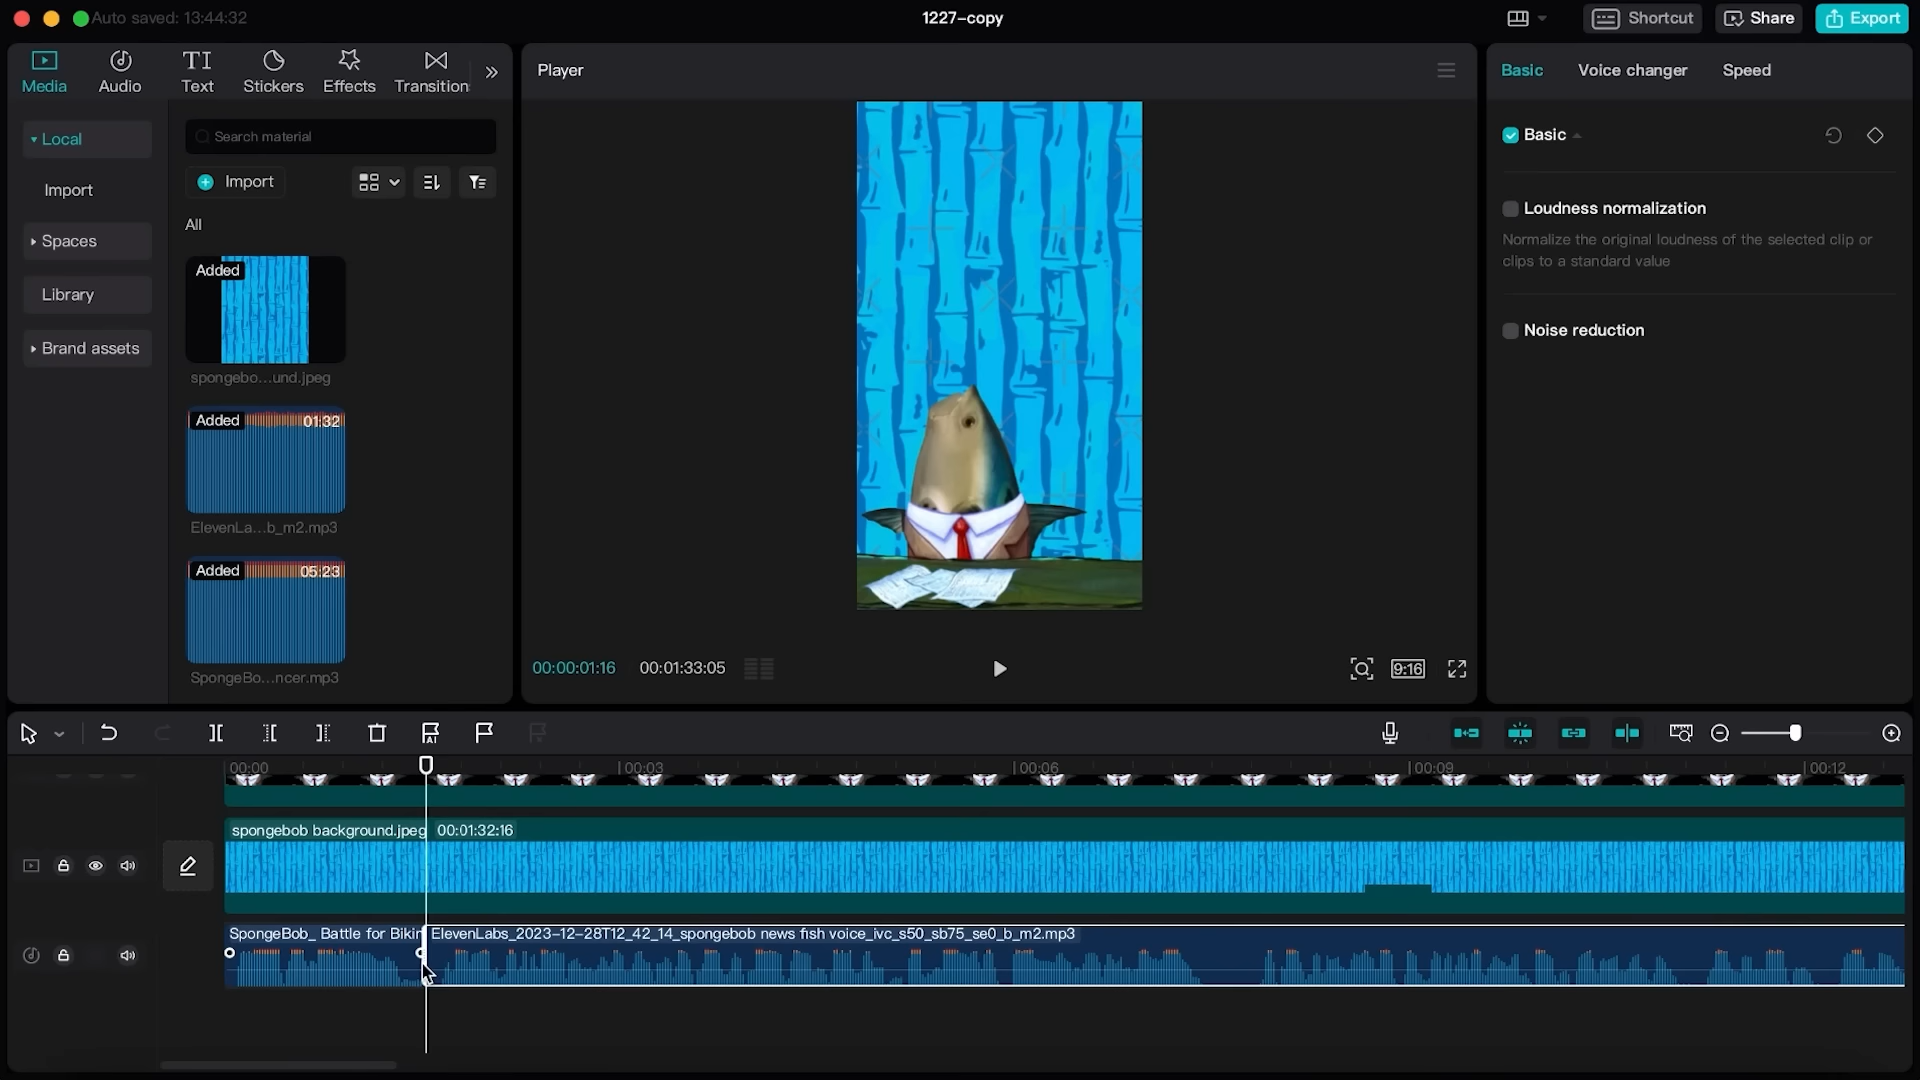 Auto saved: 13:44:32
1227-copy
Shortcut
Share
Export
Media
Audio
TI
Text
Stickers
Effects
Transition
Player
Basic
Voice changer
Speed
Local
Import
Spaces
Library
Brand assets
Search material
Import
All
Added
spongebo...und.jpeg
Added
01:32
ElevenLa...b_m2.mp3
Added
05:23
SpongeBo...ncer.mp3
Basic
Loudness normalization
Normalize the original loudness of the selected clip or
clips to a standard value
Noise reduction
00:00:01:16
00:01:33:05
9:16
AI
00:00
00:03
00:06
00:09
00:12
spongebob background.jpeg
00:01:32:16
SpongeBob_ Battle for Bikin
ElevenLabs_2023-12-28T12_42_14_spongebob news fish voice_ivc_s50_sb75_se0_b_m2.mp3